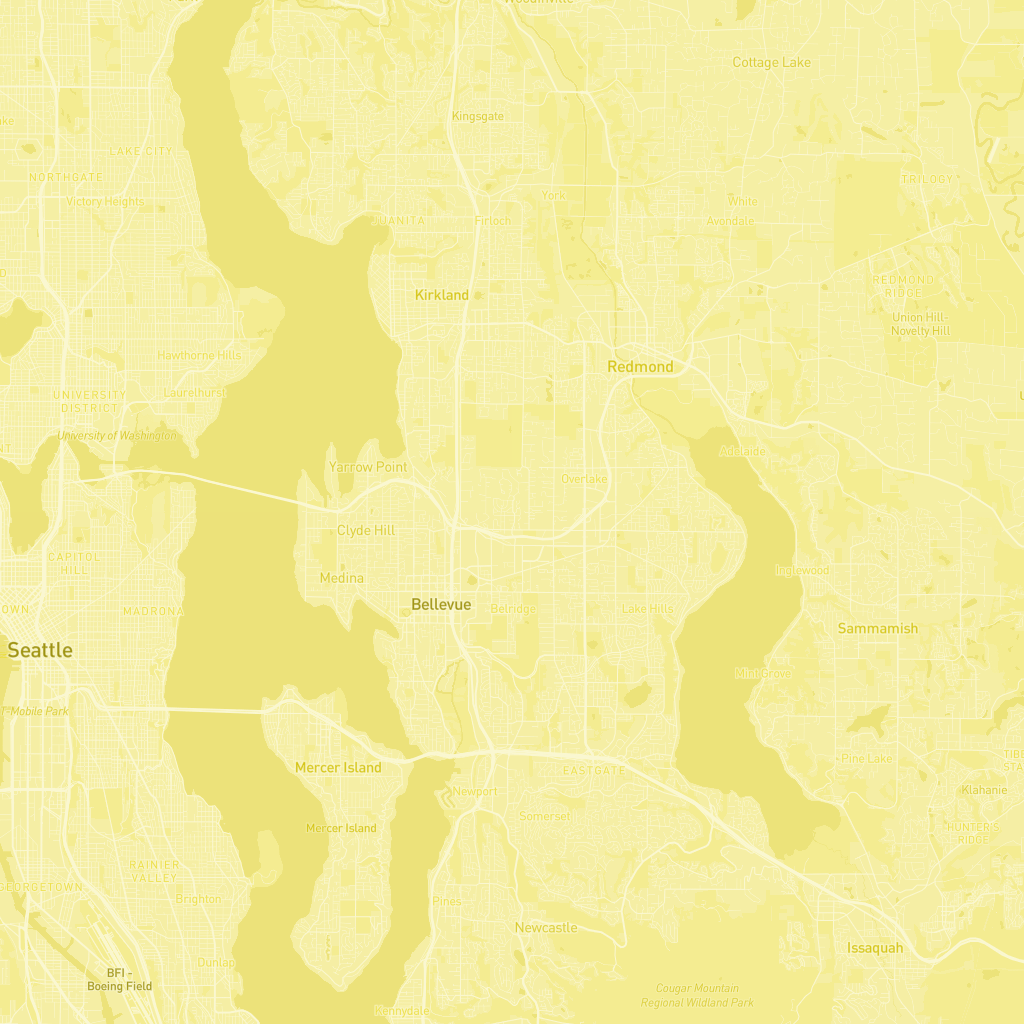 Woodinville
Cottage Lake
Kingsgate
LAKE CITY
NORTHGATE
TRILOGY
Victory Heights
York
White
JUANITA
Firloch
Avondale
REDMOND
RIDGE
Kirkland
Union Hill-
Novelty Hill
Hawthorne Hills
Redmond
Laurelhurst
UNIVERSITY
DISTRICT
University of Washington
Adelaide
Yarrow Point
Overlake
Clyde Hill
CAPITOL
HILL
Inglewood
Medina
Bellevue
Belridge
Lake Hills
MADRONA
OWN
Sammamish
Seattle
Mint Grove
T-Mobile Park
Pine Lake
Mercer Island
EASTGATE
Newport
Klahanie
Somerset
Mercer Island
HUNTER'S
RIDGE
RAINIER
VALLEY
GEORGETOWN
Brighton
Pines
Newcastle
Issaquah
Dunlap
BFI -
Boeing Field
Cougar Mountain
Regional Wildland Park
Kennydale